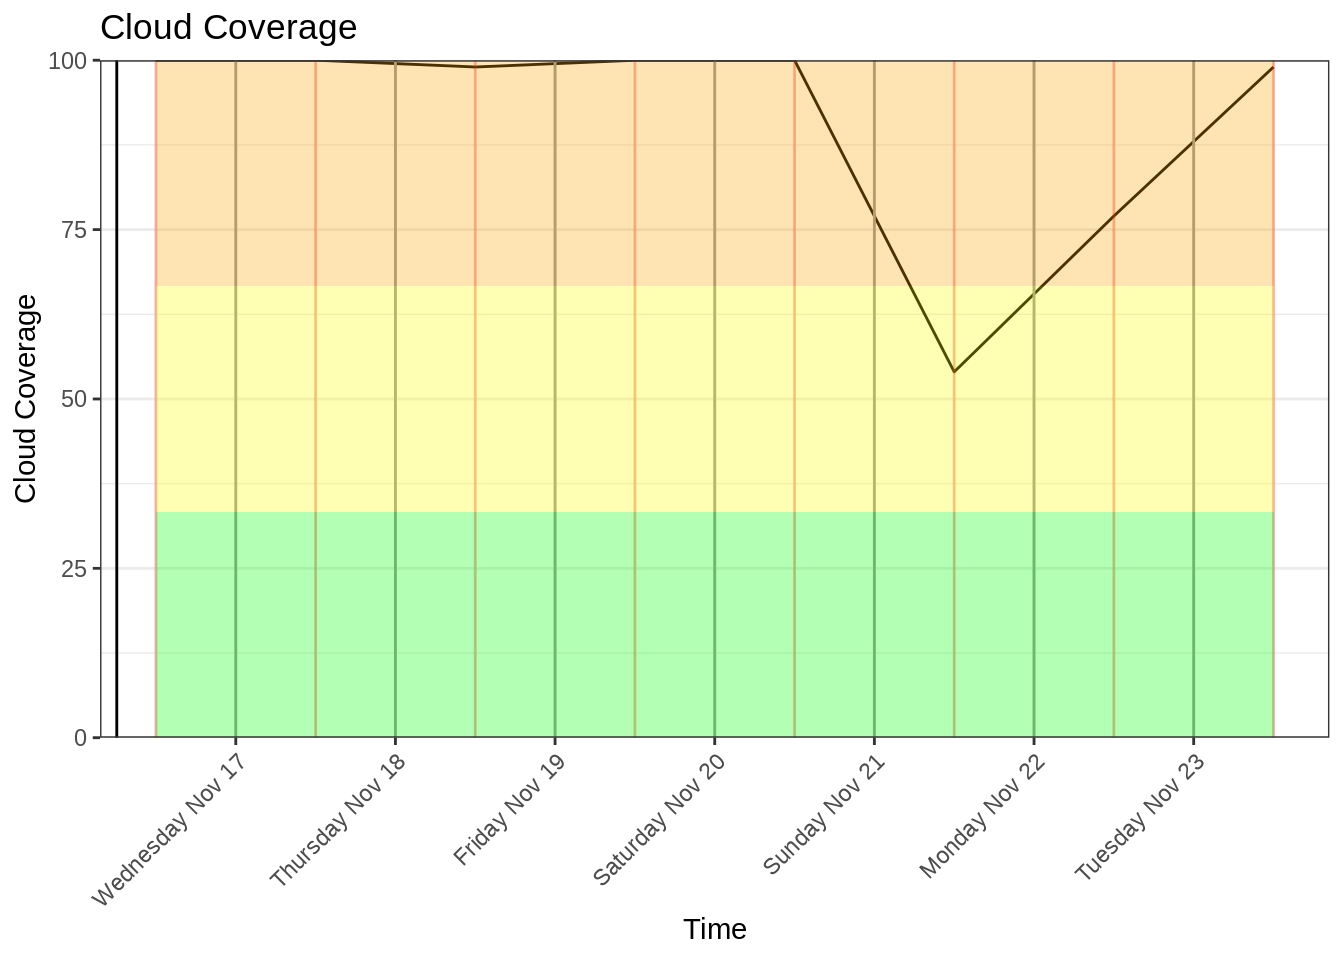 Cloud Coverage
100
75
50
25
0
Cloud Coverage
Wednesday Nov 17
Thursday Nov 18
Friday Nov 19
Saturday Nov 20
Sunday Nov 21
Monday Nov 22
Tuesday Nov 23
Time